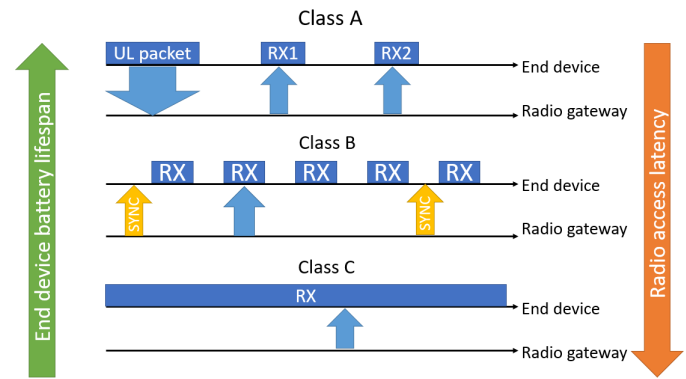 Class A
UL packet RX1 RX2
End device
Radio gateway
Class B
RX RX RX RX RX
End device
SYNC SYNC
Radio gateway
Class C
RX
End device
Radio gateway
End device battery lifespan
Radio access latency